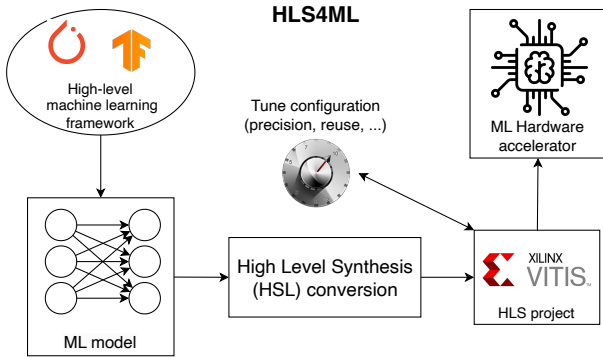 HLS4ML
High-level
machine learning
framework
Tune configuration
(precision, reuse, ...)
ML Hardware
accelerator
ML model
High Level Synthesis
(HSL) conversion
XILINX
VITIS
HLS project